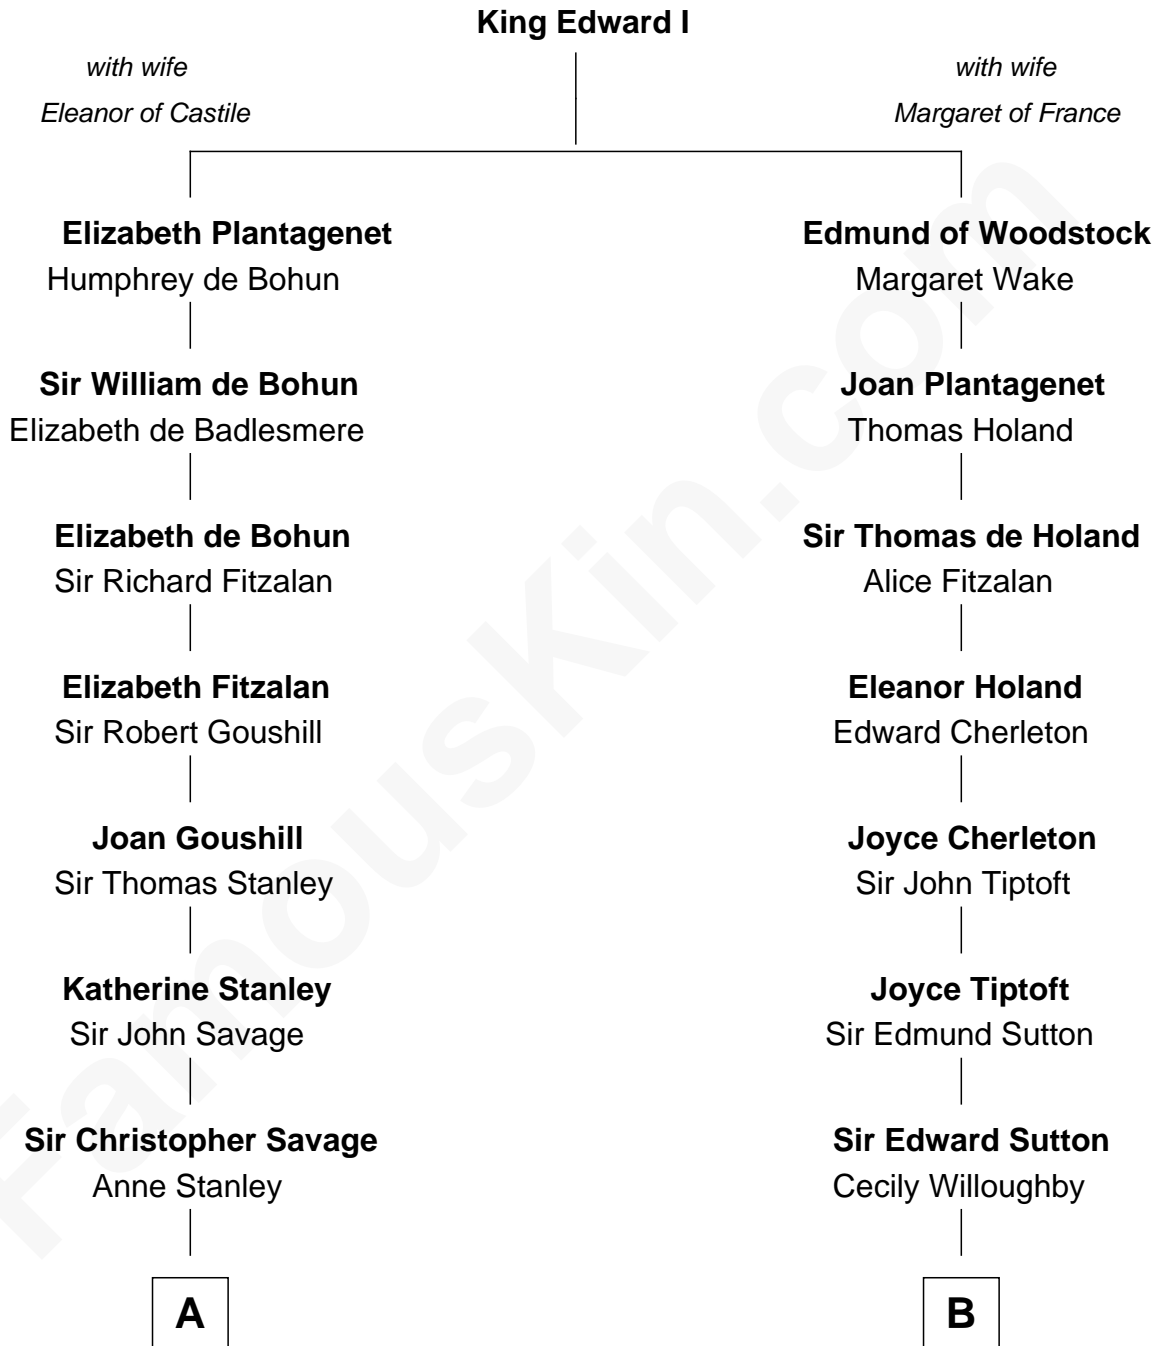 King Edward I
with wife
Eleanor of Castile
with wife
Margaret of France
Elizabeth Plantagenet
Humphrey de Bohun
Edmund of Woodstock
Margaret Wake
Sir William de Bohun
Elizabeth de Badlesmere
Joan Plantagenet
Thomas Holand
Elizabeth de Bohun
Sir Richard Fitzalan
Sir Thomas de Holand
Alice Fitzalan
Elizabeth Fitzalan
Sir Robert Goushill
Eleanor Holand
Edward Cherleton
Joan Goushill
Sir Thomas Stanley
Joyce Cherleton
Sir John Tiptoft
Katherine Stanley
Sir John Savage
Joyce Tiptoft
Sir Edmund Sutton
Sir Christopher Savage
Anne Stanley
Sir Edward Sutton
Cecily Willoughby
A
B
FamousKin.com